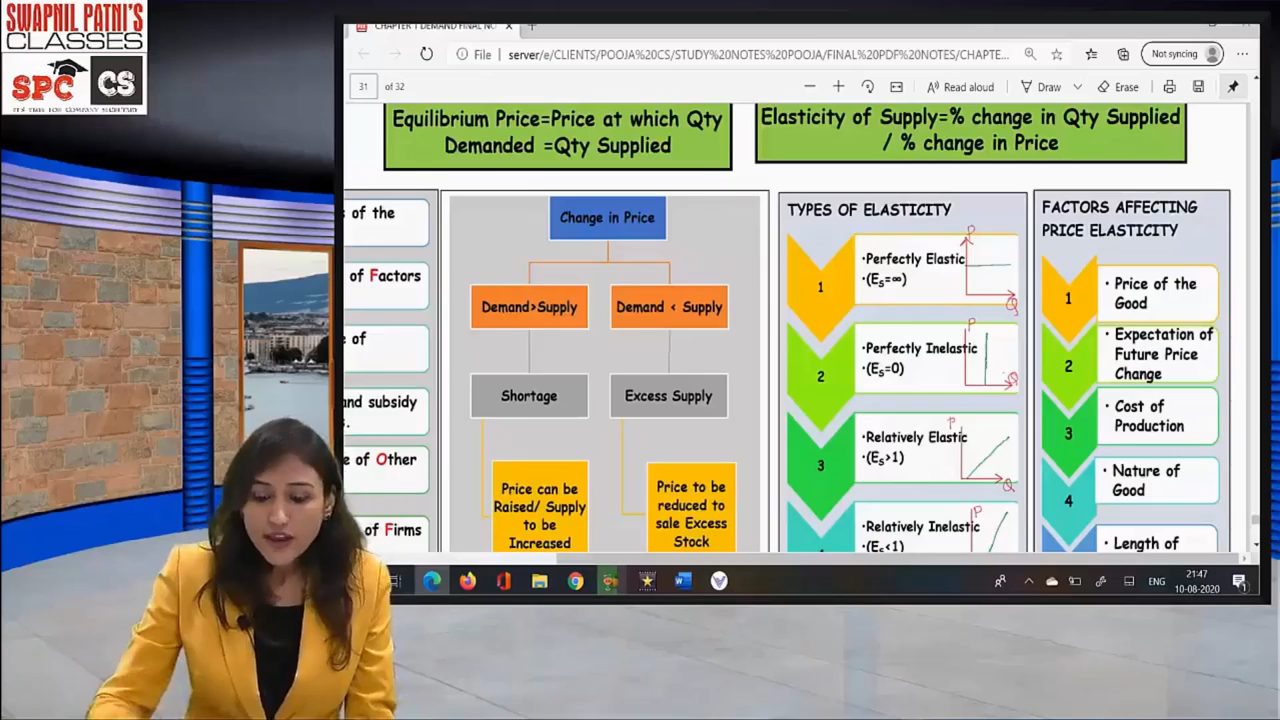 SWAPNIL PATNI'S
CLASSES
SPC CS
Not syncing
File server/e/CLIENTS/POOJA%20CS/STUDY%20NOTES%20POOJA/FINAL%20PDF%20NOTES/CHAPTE...
31 of 32
Read aloud
Draw
Erase
Equilibrium Price=Price at which Qty
Demanded =Qty Supplied
Elasticity of Supply=% change in Qty Supplied
/ % change in Price
s of the
of Factors
e of
and subsidy
s.
e of Other
of Firms
Change in Price
Demand>Supply
Demand < Supply
Shortage
Excess Supply
Price can be
Raised/ Supply
to be
Increased
Price to be
reduced to
sale Excess
Stock
TYPES OF ELASTICITY
1
•Perfectly Elastic
•(Es=∞)
P
Q
2
•Perfectly Inelastic
•(Es=0)
P
Q
3
•Relatively Elastic
•(Es>1)
P
Q
•Relatively Inelastic
•(Es<1)
P
FACTORS AFFECTING
PRICE ELASTICITY
1
• Price of the
Good
2
• Expectation of
Future Price
Change
3
• Cost of
Production
4
• Nature of
Good
• Length of
ENG
21:47
10-08-2020